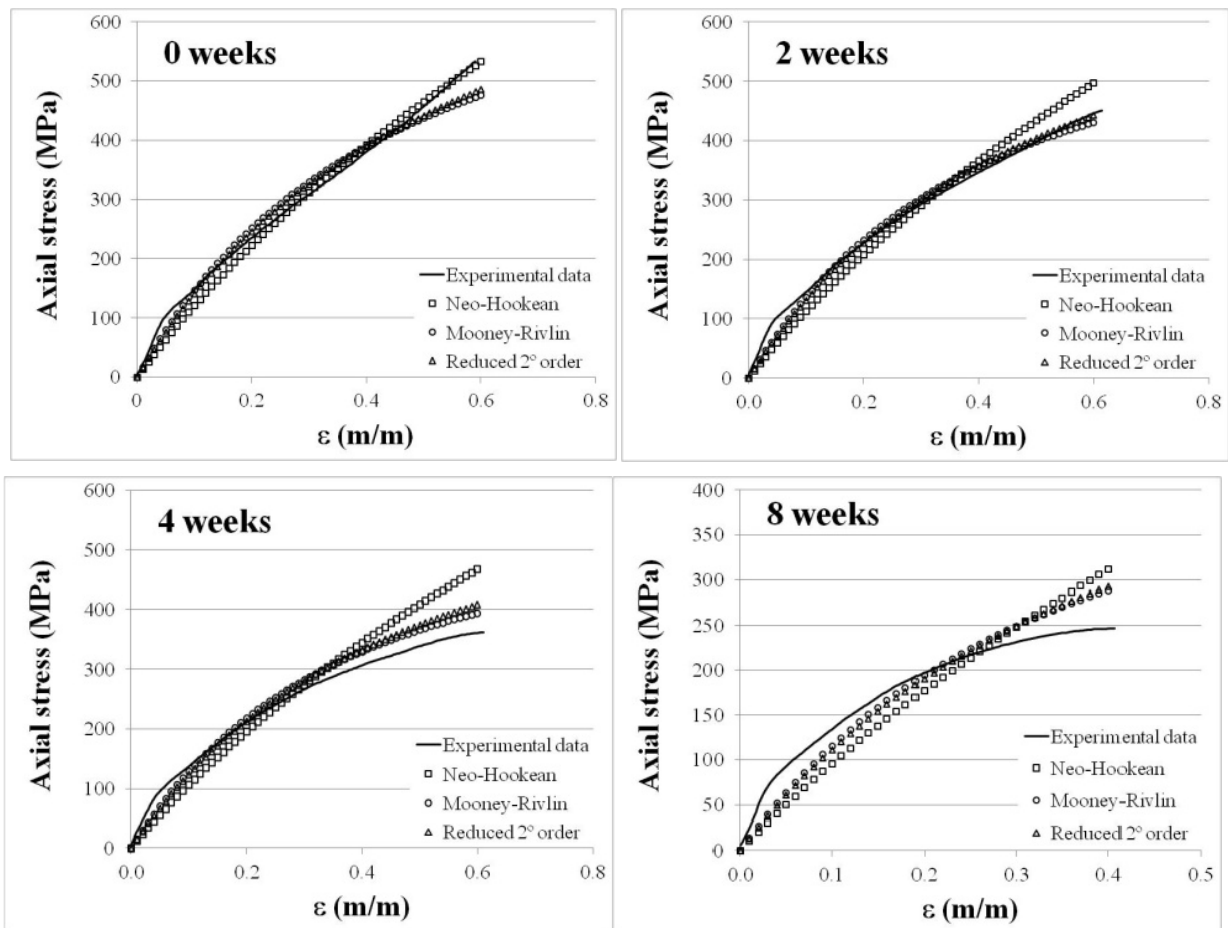 0 weeks
Axial stress (MPa)
600
500
400
300
200
100
0
Experimental data
Neo-Hookean
Mooney-Rivlin
Reduced 2° order
0 0.2 0.4 0.6 0.8
ε (m/m)
2 weeks
Axial stress (MPa)
600
500
400
300
200
100
0
Experimental data
Neo-Hookean
Mooney-Rivlin
Reduced 2° order
0.0 0.2 0.4 0.6 0.8
ε (m/m)
4 weeks
Axial stress (MPa)
600
500
400
300
200
100
0
Experimental data
Neo-Hookean
Mooney-Rivlin
Reduced 2° order
0.0 0.2 0.4 0.6 0.8
ε (m/m)
8 weeks
Axial stress (MPa)
400
350
300
250
200
150
100
50
0
Experimental data
Neo-Hookean
Mooney-Rivlin
Reduced 2° order
0.0 0.1 0.2 0.3 0.4 0.5
ε (m/m)